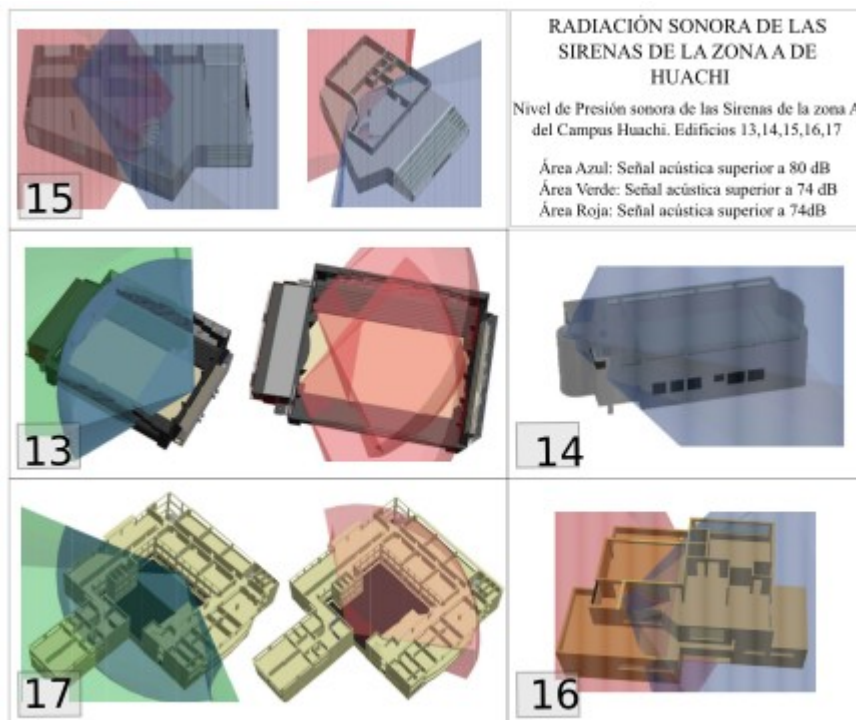 RADIACIÓN SONORA DE LAS
SIRENAS DE LA ZONA A DE
HUACHI
Nivel de Presión sonora de las Sirenas de la zona A
del Campus Huachi. Edificios 13,14,15,16,17
Área Azul: Señal acústica superior a 80 dB
Área Verde: Señal acústica superior a 74 dB
Área Roja: Señal acústica superior a 74dB
15
13
14
17
16